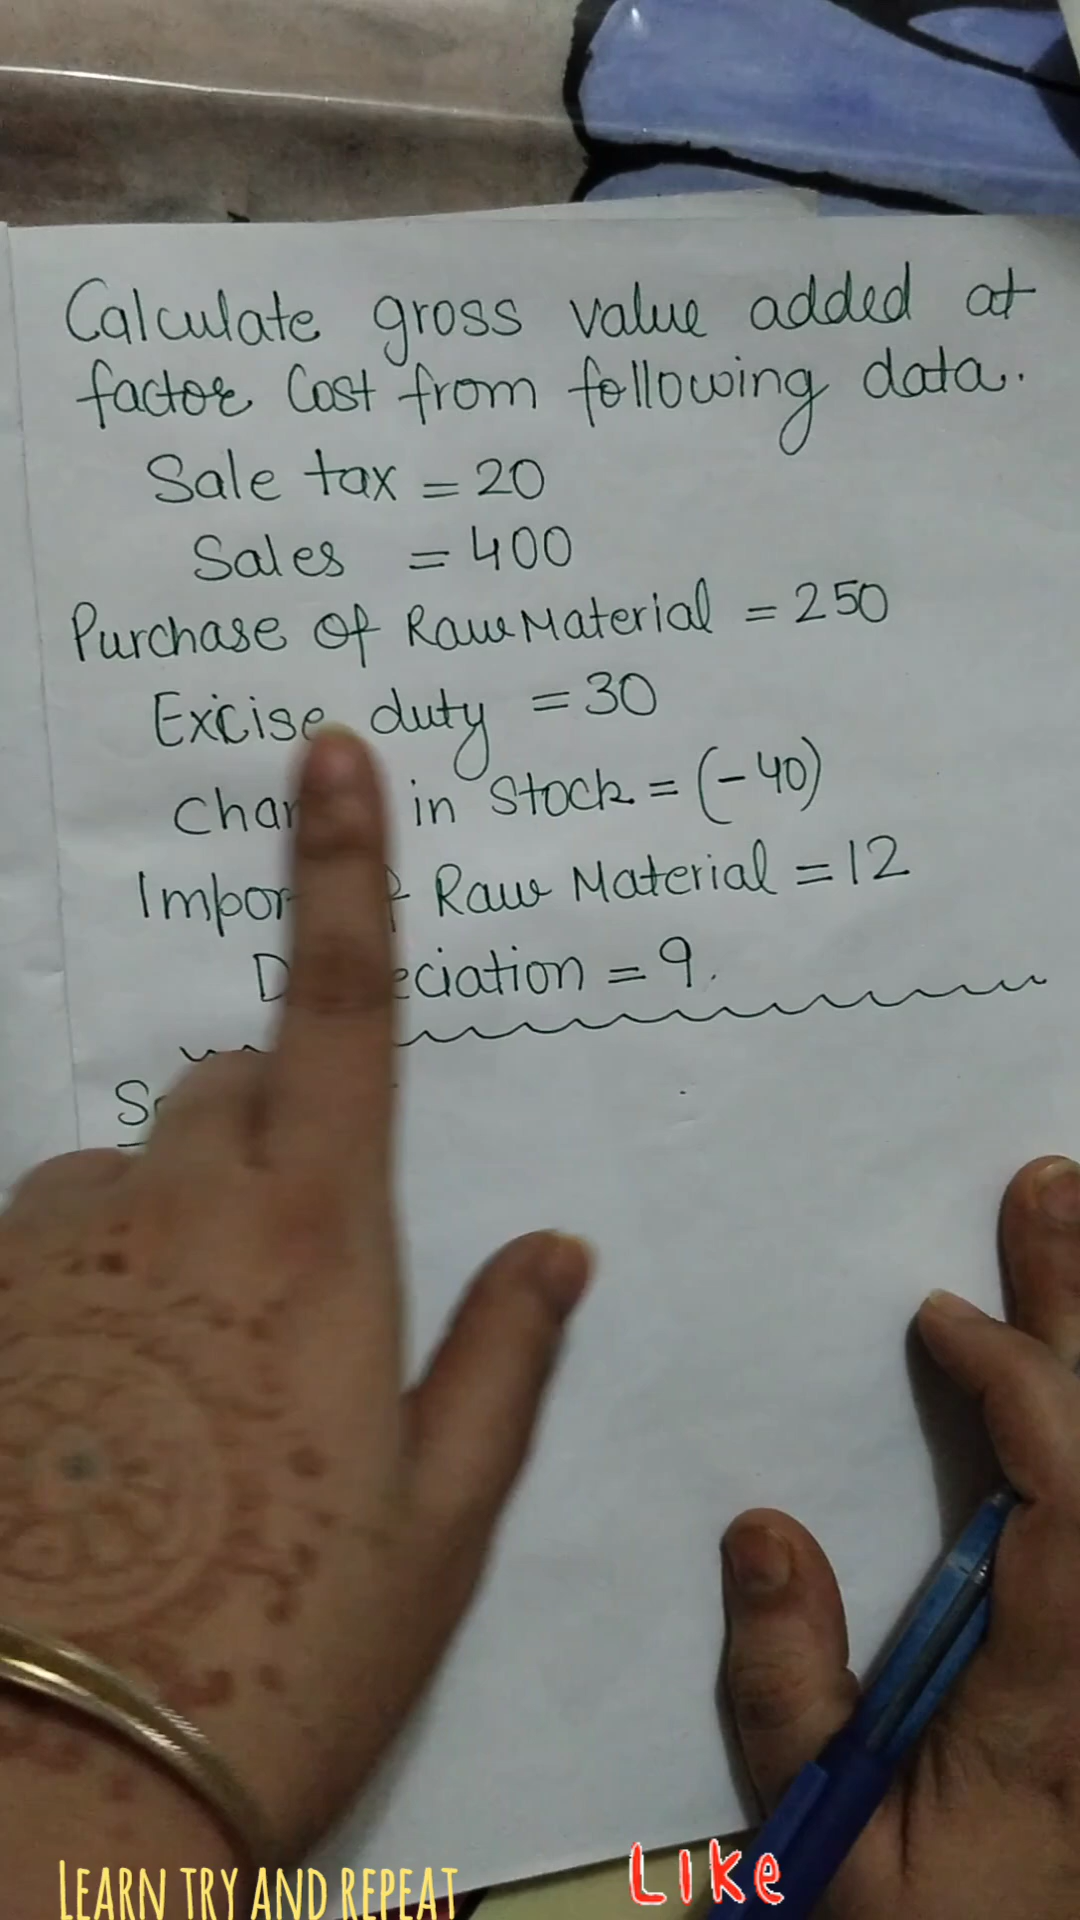 Calculate gross value added at
factor Cost from following data.
Sale tax = 20
Sales = 400
Purchase of Raw Material = 250
Excise duty = 30
in Stock = (-40)
Raw Material = 12
= 9.
LEARN TRY AND REPEAT
LIKE